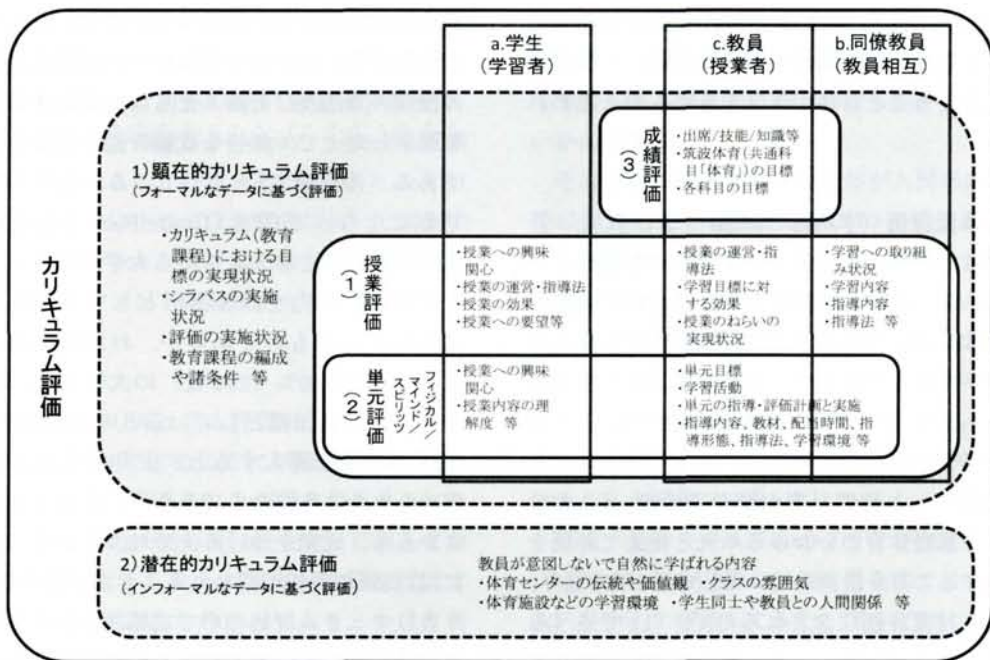 a.学生
(学習者)
c.教員
(授業者)
b.同僚教員
(教員相互)
カリキュラム評価
1)顕在的カリキュラム評価
(フォーマルなデータに基づく評価)
・カリキュラム(教育
課程)における目
標の実現状況
・シラバスの実施
状況
・評価の実施状況
・教育課程の編成
や諸条件 等
成績評価
(3)
・出席/技能/知識等
・筑波体育(共通科
目「体育」)の目標
・各科目の目標
授業評価
(1)
・授業への興味
関心
・授業の運営・指導法
・授業の効果
・授業への要望等
・授業の運営・指
導法
・学習目標に対
する効果
・授業のねらいの
実現状況
・学習への取り組
み状況
・学習内容
・指導内容
・指導法 等
単元評価
(2)
フィジカル/
マインド/
スピリッツ
・授業への興味
関心
・授業内容の理
解度 等
・単元目標
・学習活動
・単元の指導・評価計画と実施
・指導内容、教材、配当時間、指
導形態、指導法、学習環境 等
2)潜在的カリキュラム評価
(インフォーマルなデータに基づく評価)
教員が意図しないで自然に学ばれる内容
・体育センターの伝統や価値観 ・クラスの雰囲気
・体育施設などの学習環境 ・学生同士や教員との人間関係 等